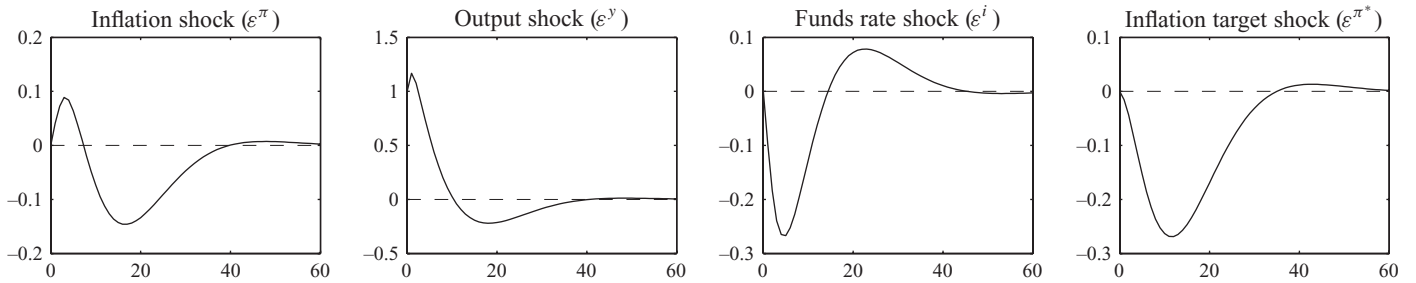 Inflation shock (ε^π) Output shock (ε^y) Funds rate shock (ε^i) Inflation target shock (ε^π*)
0.2 1.5 0.1 0.1
0.1 1 0 0
0 0.5 –0.1 –0.1
–0.1 0 –0.2 –0.2
–0.2 –0.5 –0.3 –0.3
0 20 40 60 0 20 40 60 0 20 40 60 0 20 40 60